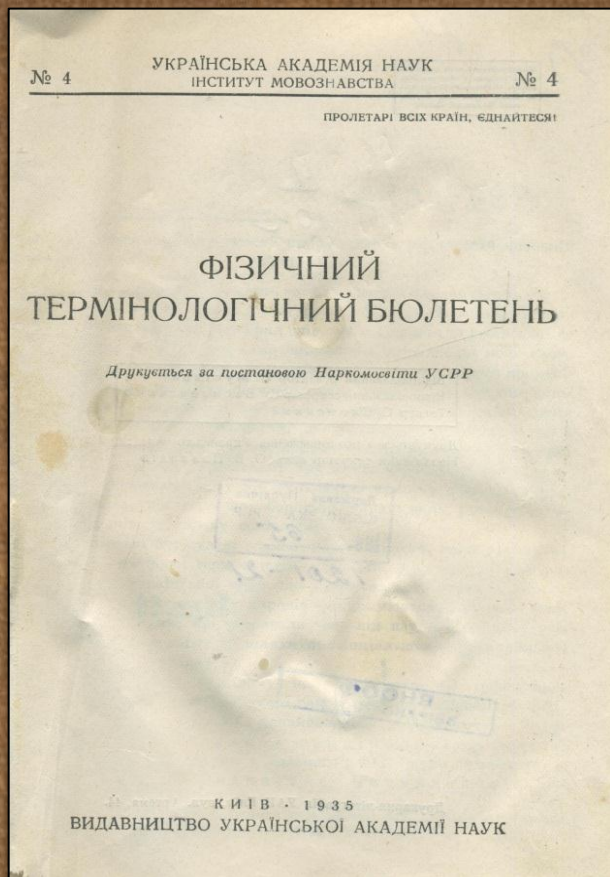 УКРАЇНСЬКА АКАДЕМІЯ НАУК
№ 4 ІНСТИТУТ МОВОЗНАВСТВА № 4
ПРОЛЕТАРІ ВСІХ КРАЇН, ЄДНАЙТЕСЯ!
ФІЗИЧНИЙ
ТЕРМІНОЛОГІЧНИЙ БЮЛЕТЕНЬ
Друкується за постановою Наркомосвіти УСРР
КИЇВ - 1935
ВИДАВНИЦТВО УКРАЇНСЬКОЇ АКАДЕМІЇ НАУК